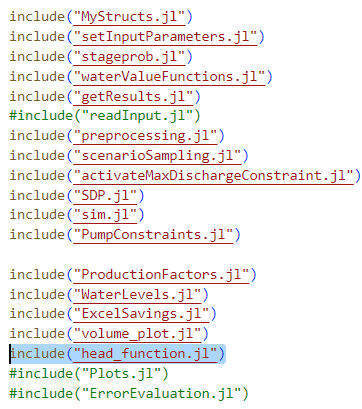 include("MyStructs.jl")
include("setInputParameters.jl")
include("stageprob.jl")
include("waterValueFunctions.jl")
include("getResults.jl")
#include("readInput.jl")
include("preprocessing.jl")
include("scenarioSampling.jl")
include("activateMaxDischargeConstraint.jl")
include("SDP.jl")
include("sim.jl")
include("PumpConstraints.jl")
include("ProductionFactors.jl")
include("WaterLevels.jl")
include("ExcelSavings.jl")
include("volume_plot.jl")
include("head_function.jl")
#include("Plots.jl")
#include("ErrorEvaluation.jl")